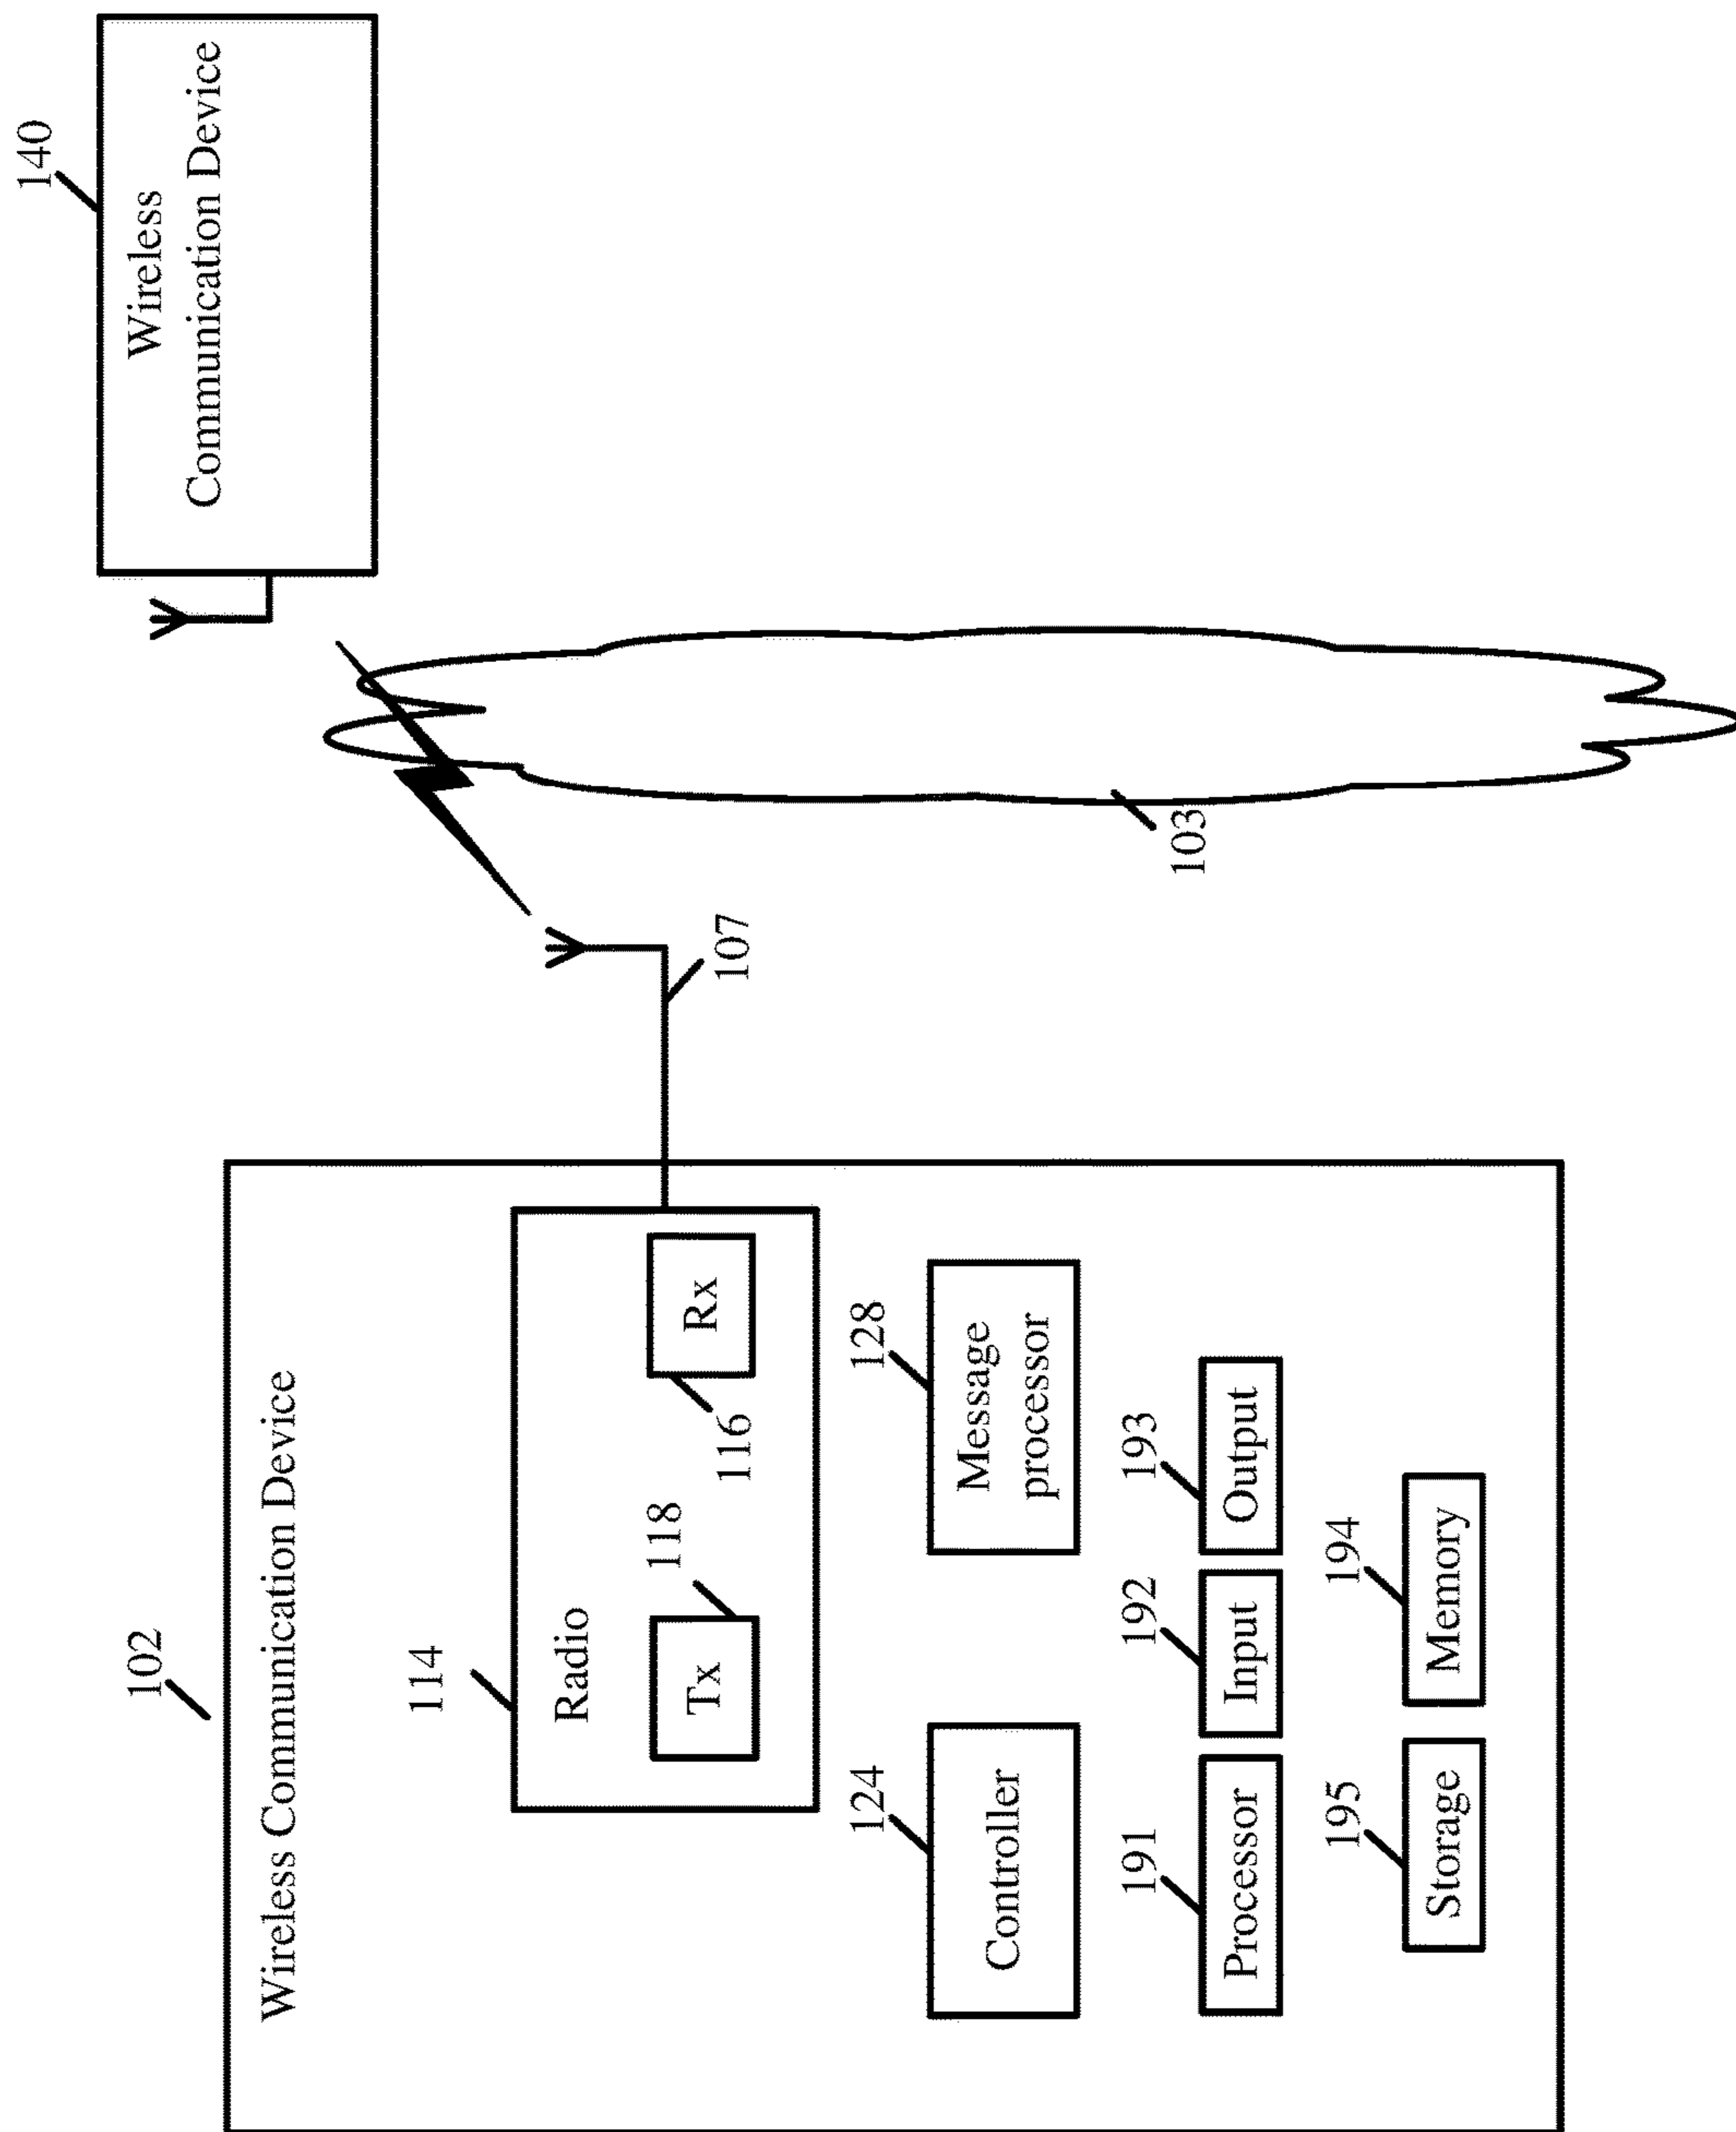 102
Wireless Communication Device
114
Radio
Tx
118
116
Rx
124
Controller
128
Message
processor
191
Processor
192
Input
193
Output
195
Storage
194
Memory
107
103
140
Wireless
Communication Device